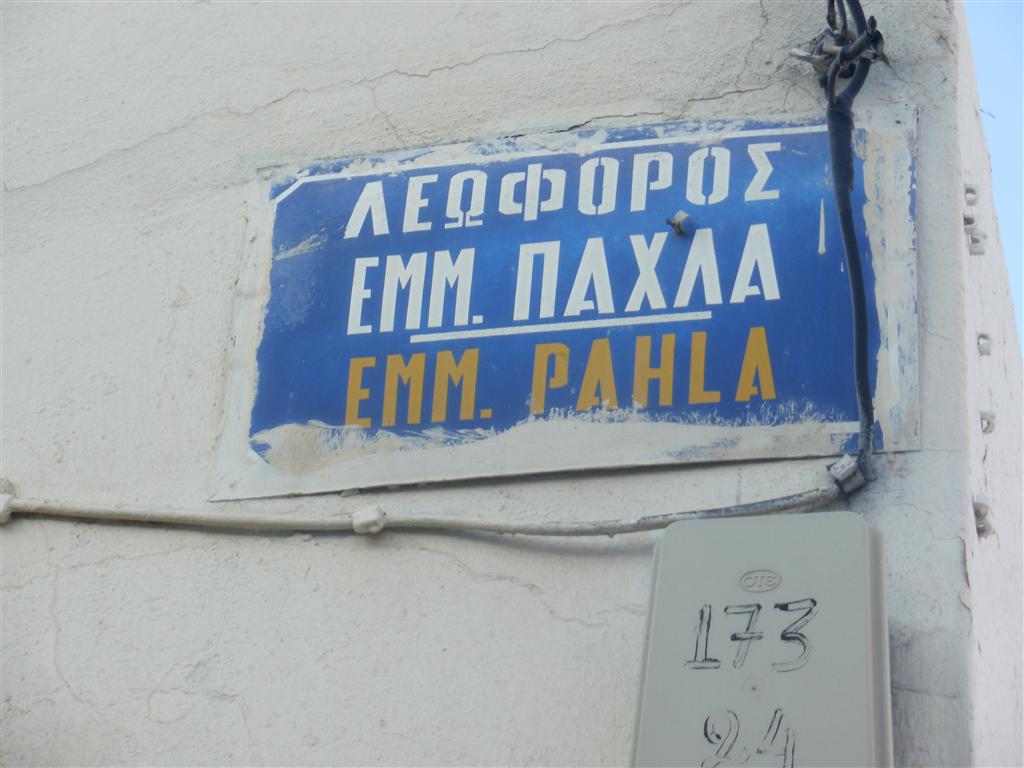 ΛΕΩΦΟΡΟΣ
ΕΜΜ. ΠΑΧΛΑ
EMM. PAHLA
ΟΤΕ
173
24